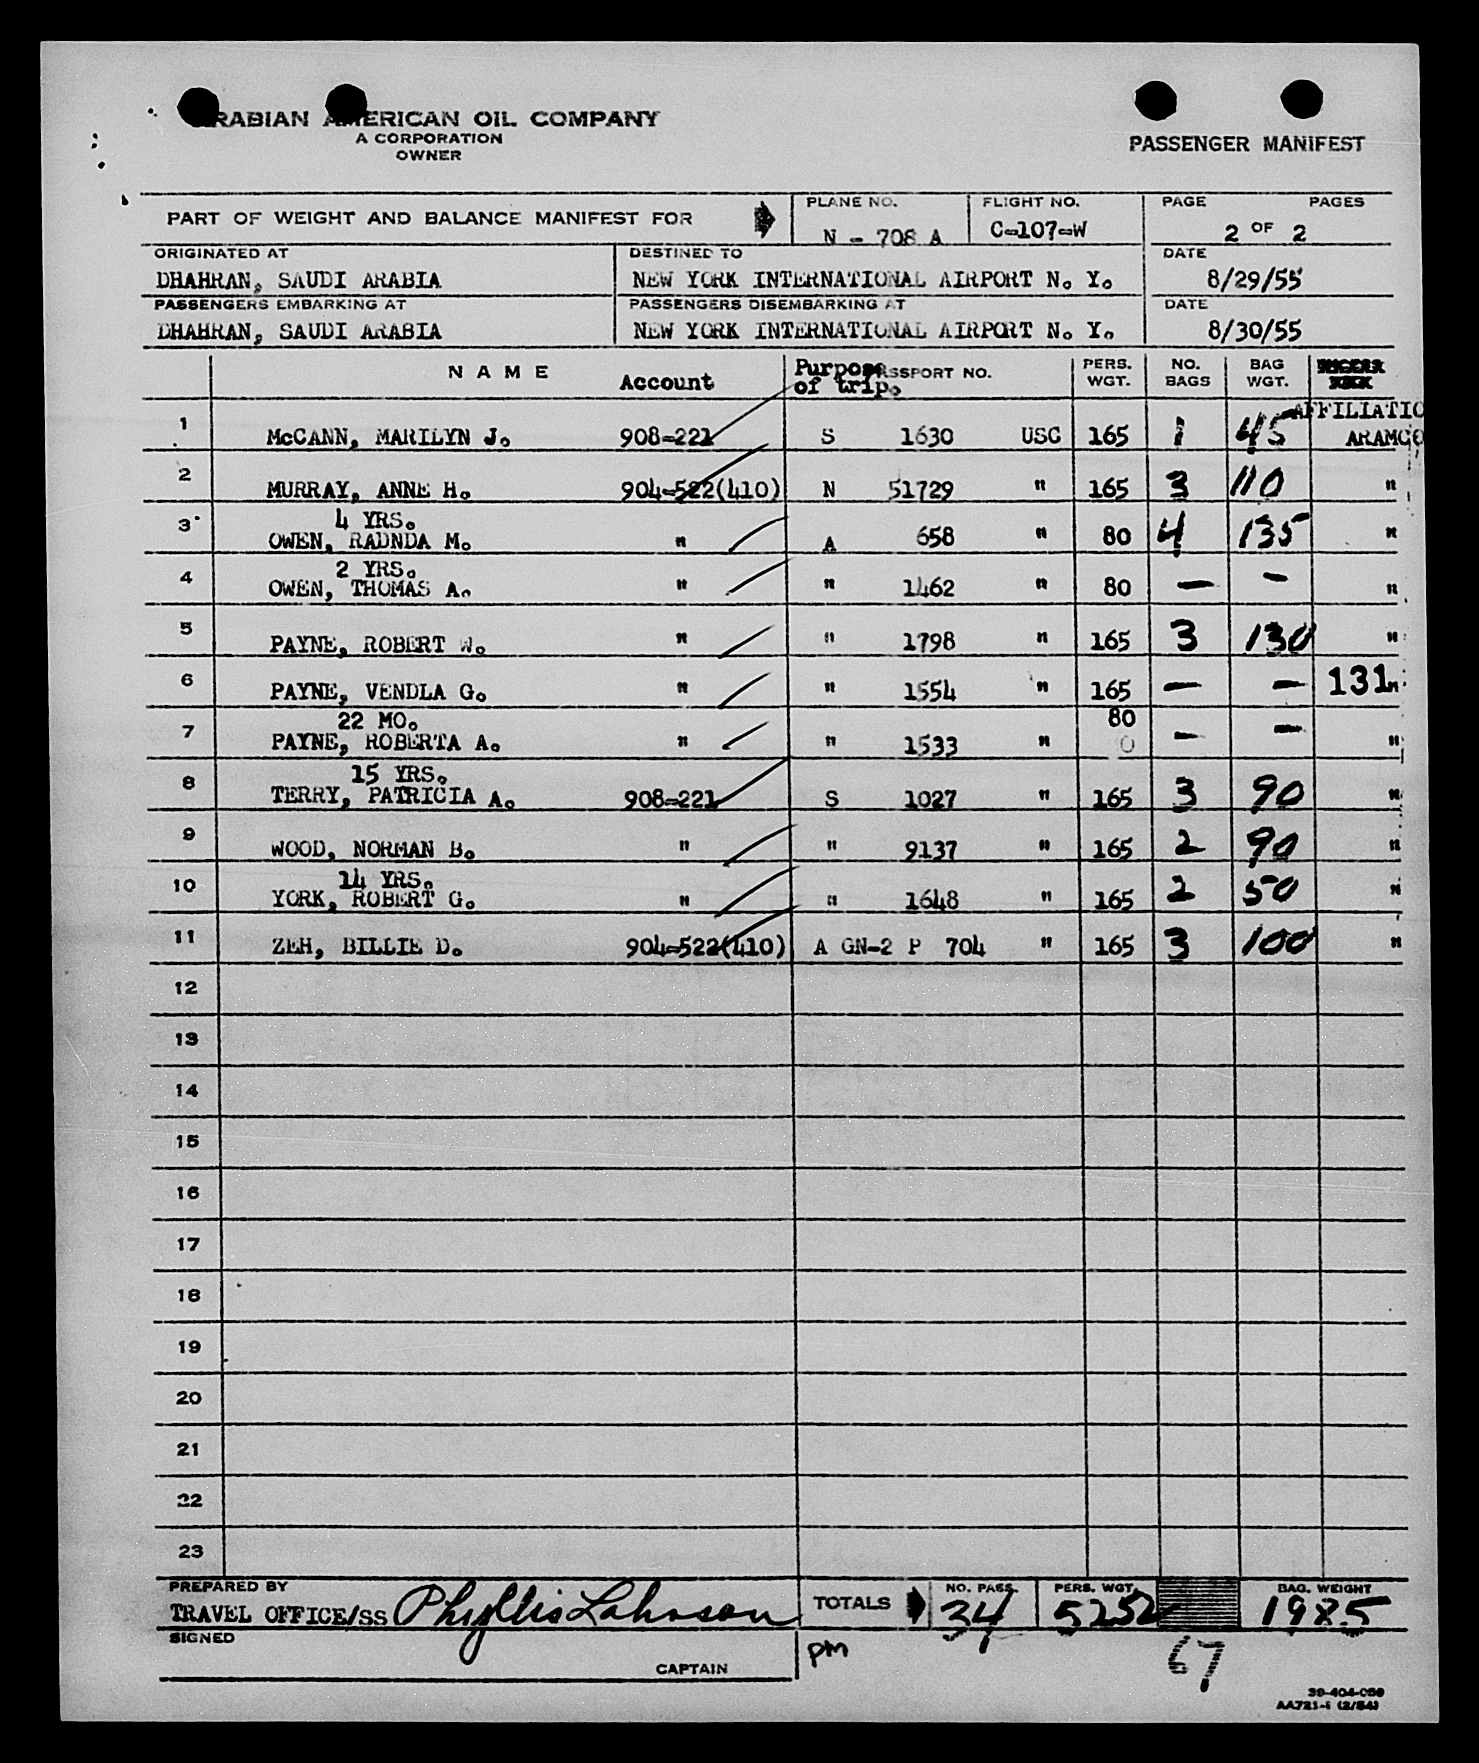 ARABIAN AMERICAN OIL COMPANY
A CORPORATION
OWNER
PASSENGER MANIFEST
PART OF WEIGHT AND BALANCE MANIFEST FOR
PLANE NO. N - 708 A
FLIGHT NO. C-107-W
PAGE 2 OF 2 PAGES
ORIGINATED AT DHAHRAN, SAUDI ARABIA
DESTINED TO NEW YORK INTERNATIONAL AIRPORT N. Y.
DATE 8/29/55
PASSENGERS EMBARKING AT DHAHRAN, SAUDI ARABIA
PASSENGERS DISEMBARKING AT NEW YORK INTERNATIONAL AIRPORT N. Y.
DATE 8/30/55
NAME Account Purpose of trip. SSPORT NO. PERS. WGT. NO. BAGS BAG WGT.
AFFILIATIO
1 McCANN, MARILYN J. 908-221 S 1630 USC 165 1 45 ARAMCO
2 MURRAY, ANNE H. 904-522(410) N 51729 " 165 3 110 "
4 YRS.
3 OWEN, RADNDA M. " A 658 " 80 4 135 "
2 YRS.
4 OWEN, THOMAS A. " " 1462 " 80 — — "
5 PAYNE, ROBERT W. " " 1798 " 165 3 130 "
6 PAYNE, VENDLA G. " " 1554 " 165 — — 131 "
22 MO. 80
7 PAYNE, ROBERTA A. " " 1533 " 0 — — "
15 YRS.
8 TERRY, PATRICIA A. 908-221 S 1027 " 165 3 90 "
9 WOOD, NORMAN B. " " 9137 " 165 2 90 "
14 YRS.
10 YORK, ROBERT G. " " 1648 " 165 2 50 "
11 ZEH, BILLIE D. 904-522(410) A GN-2 P 704 " 165 3 100 "
12
13
14
15
16
17
18
19
20
21
22
23
PREPARED BY
TRAVEL OFFICE/SS Phyllis Lahnson
TOTALS NO. PASS. 34 PERS. WGT. 5252 BAG. WEIGHT 1985
SIGNED
CAPTAIN
pm
67
39-404-059
AA721-1 (2/54)